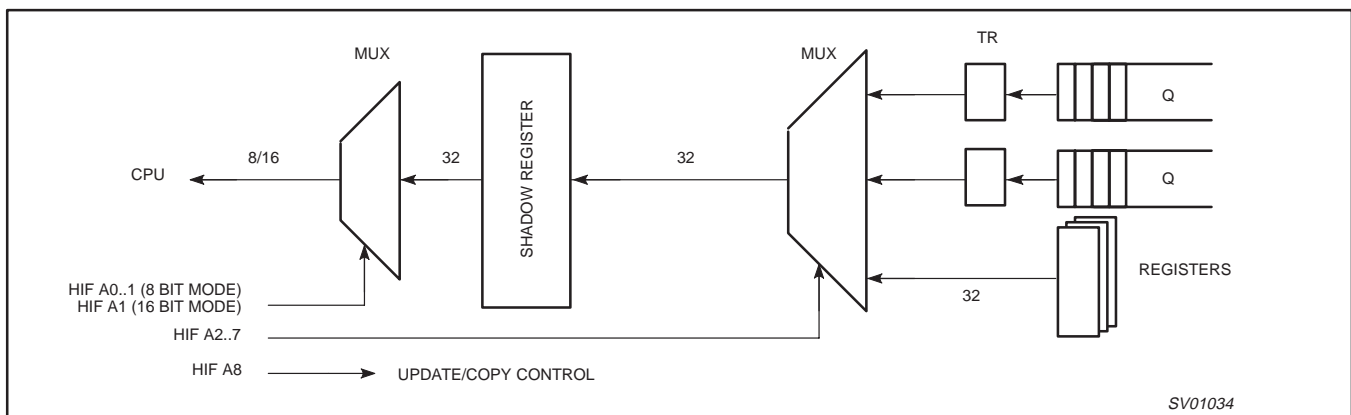 MUX
SHADOW REGISTER
MUX
TR
Q
CPU
8/16
32
32
Q
REGISTERS
32
HIF A0..1 (8 BIT MODE)
HIF A1 (16 BIT MODE)
HIF A2..7
HIF A8
UPDATE/COPY CONTROL
SV01034